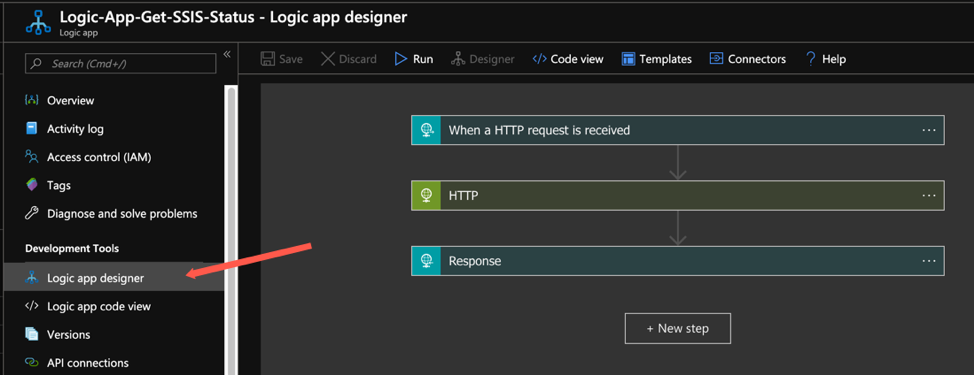 Logic-App-Get-SSIS-Status - Logic app designer
Logic app
Search (Cmd+/)
«
Save
Discard
Run
Designer
Code view
Templates
Connectors
? Help
Overview
Activity log
Access control (IAM)
Tags
Diagnose and solve problems
Development Tools
Logic app designer
</> Logic app code view
Versions
API connections
When a HTTP request is received ...
HTTP ...
Response ...
+ New step